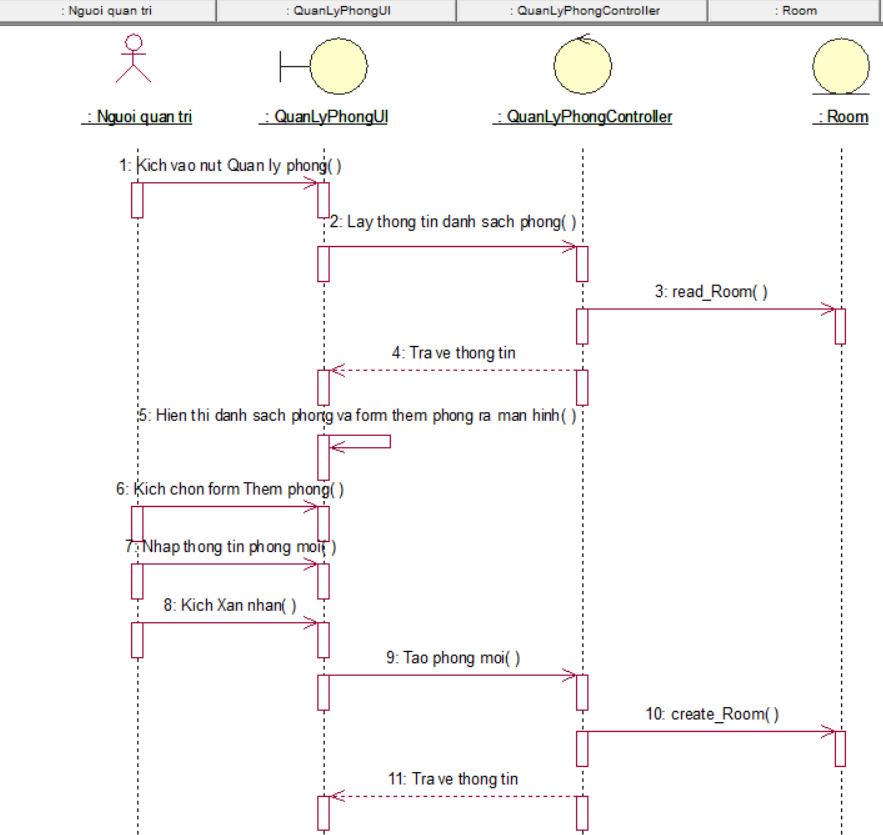 : Nguoi quan tri
: QuanLyPhongUI
: QuanLyPhongController
: Room
: Nguoi quan tri
: QuanLyPhongUI
: QuanLyPhongController
: Room
1: Kich vao nut Quan ly phong( )
2: Lay thong tin danh sach phong( )
3: read_Room( )
4: Tra ve thong tin
5: Hien thi danh sach phong va form them phong ra man hinh( )
6: Kich chon form Them phong( )
7: Nhap thong tin phong moi( )
8: Kich Xan nhan( )
9: Tao phong moi( )
10: create_Room( )
11: Tra ve thong tin